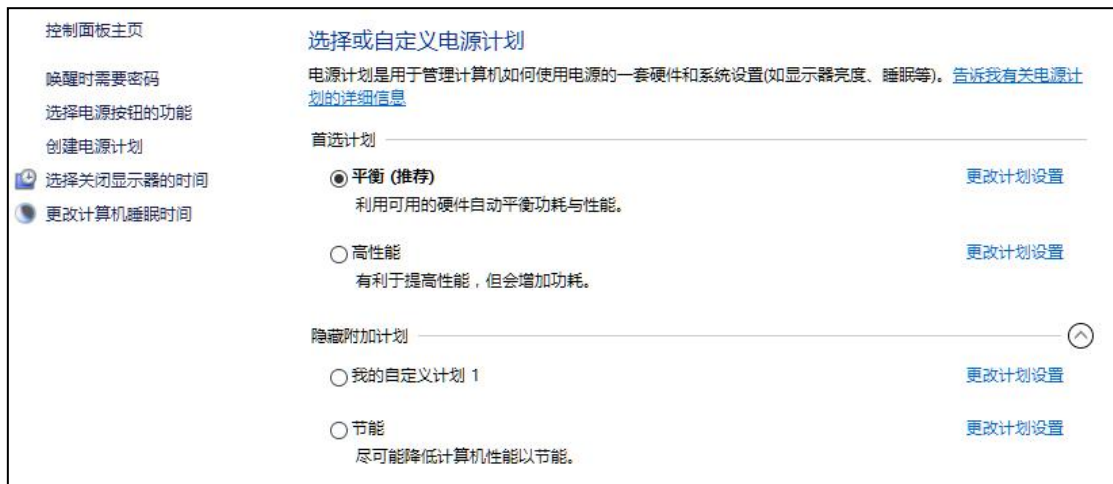 控制面板主页
唤醒时需要密码
选择电源按钮的功能
创建电源计划
选择关闭显示器的时间
更改计算机睡眠时间
选择或自定义电源计划
电源计划是用于管理计算机如何使用电源的一套硬件和系统设置(如显示器亮度、睡眠等)。告诉我有关电源计
划的详细信息
首选计划
平衡 (推荐) 更改计划设置
利用可用的硬件自动平衡功耗与性能。
高性能 更改计划设置
有利于提高性能，但会增加功耗。
隐藏附加计划
我的自定义计划 1 更改计划设置
节能 更改计划设置
尽可能降低计算机性能以节能。